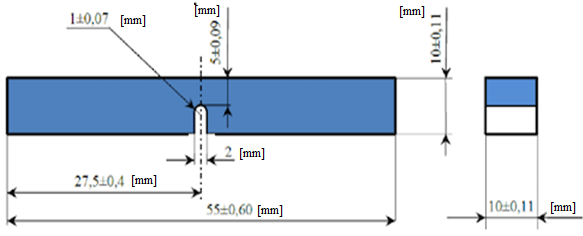 1±0,07 [mm]
[mm]
5±0,09
[mm]
10±0,11
2 [mm]
27,5±0,4 [mm]
55±0,60 [mm]
10±0,11 [mm]